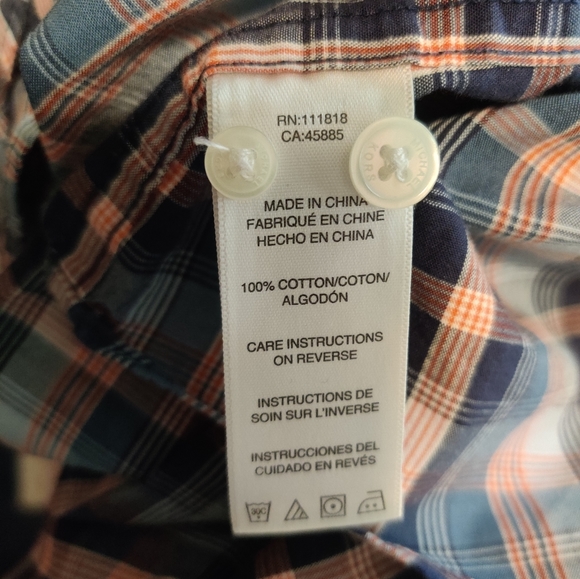 RN:111818
CA:45885
MADE IN CHINA
FABRIQUÉ EN CHINE
HECHO EN CHINA
100% COTTON/COTON/
ALGODÓN
CARE INSTRUCTIONS
ON REVERSE
INSTRUCTIONS DE
SOIN SUR L'INVERSE
INSTRUCCIONES DEL
CUIDADO EN REVÉS
30C